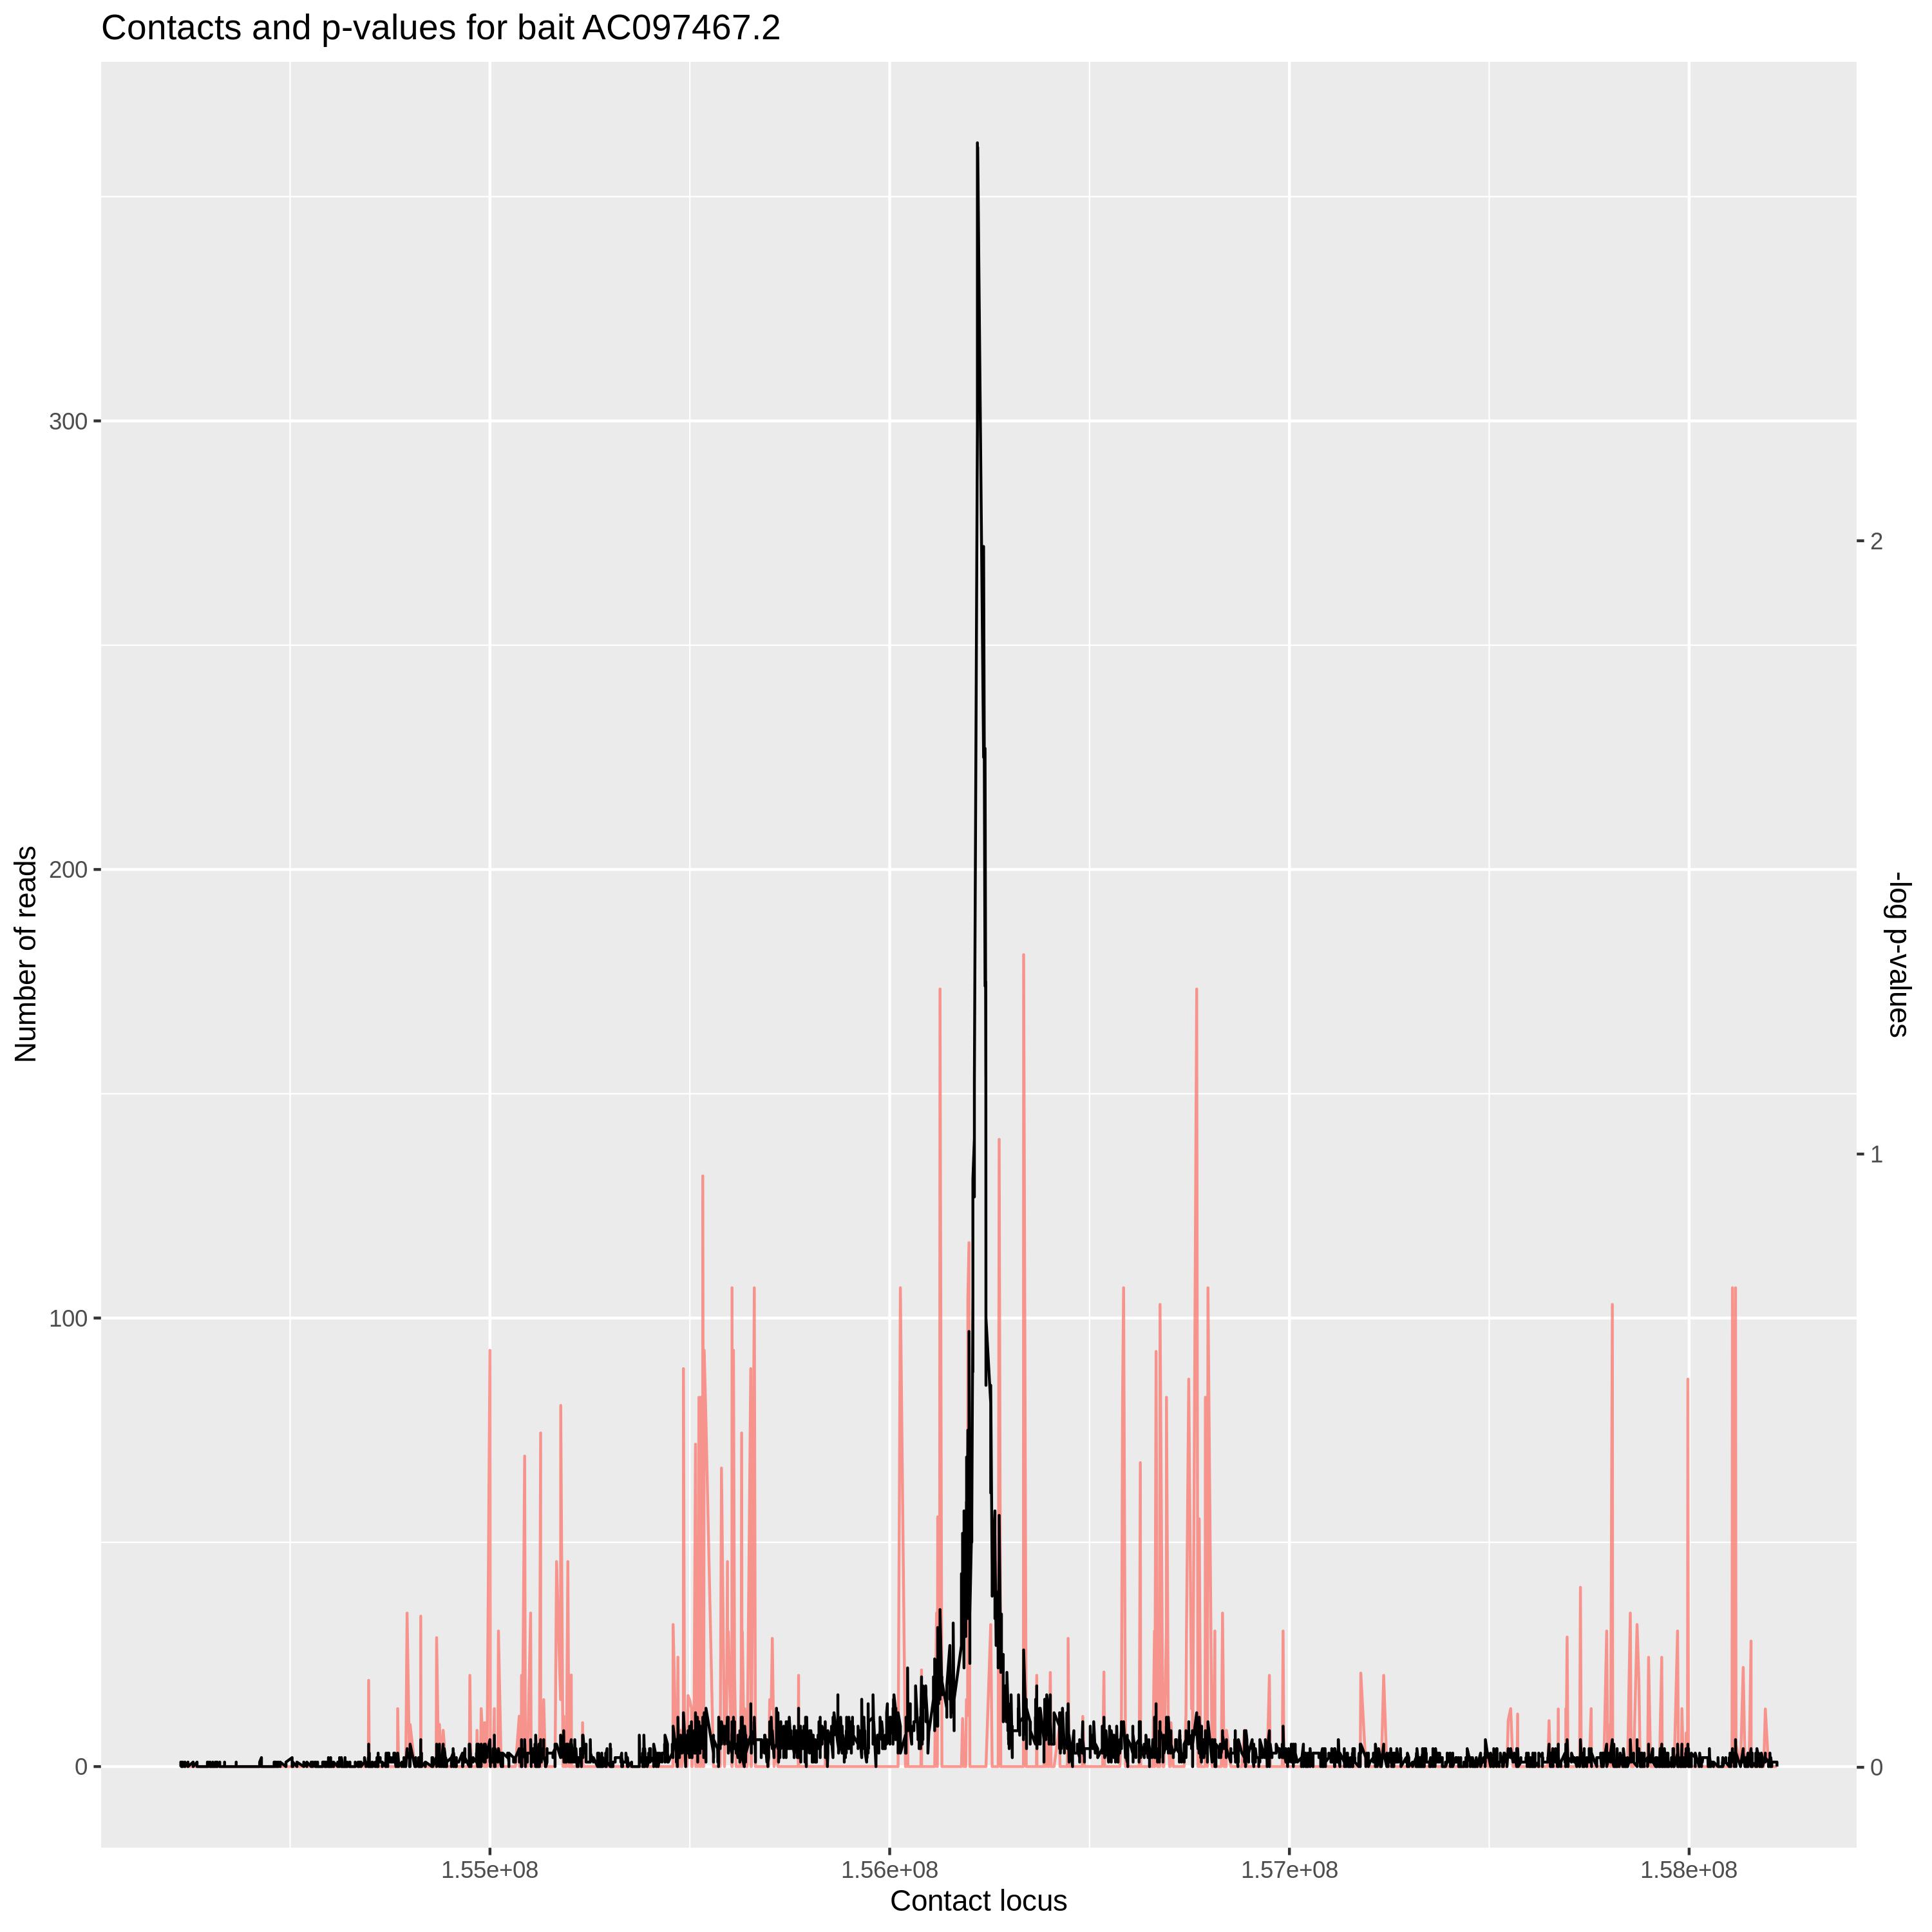 Contacts and p-values for bait AC097467.2
300
200
100
0
Number of reads
2
1
0
-log p-values
1.55e+08
1.56e+08
1.57e+08
1.58e+08
Contact locus